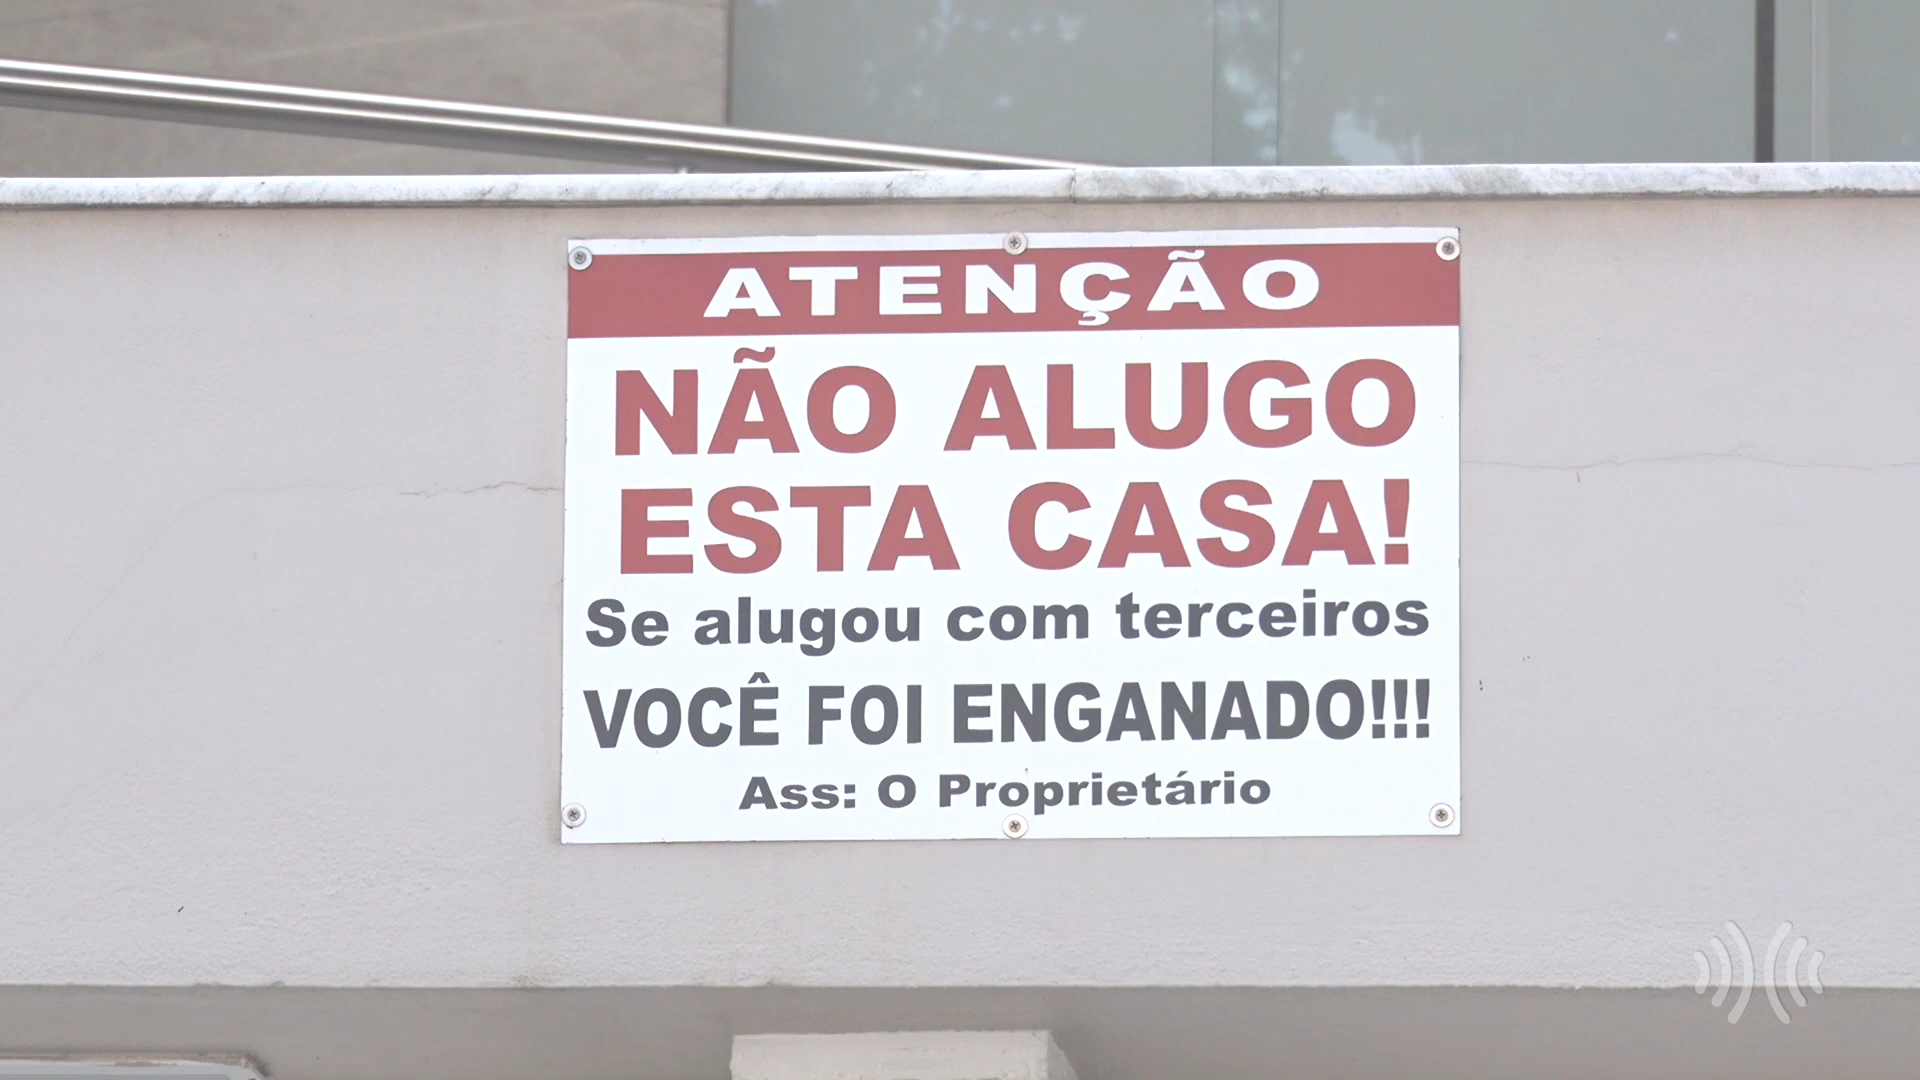 ATENÇÃO
NÃO ALUGO
ESTA CASA!
Se alugou com terceiros
VOCÊ FOI ENGANADO!!!
Ass: O Proprietário